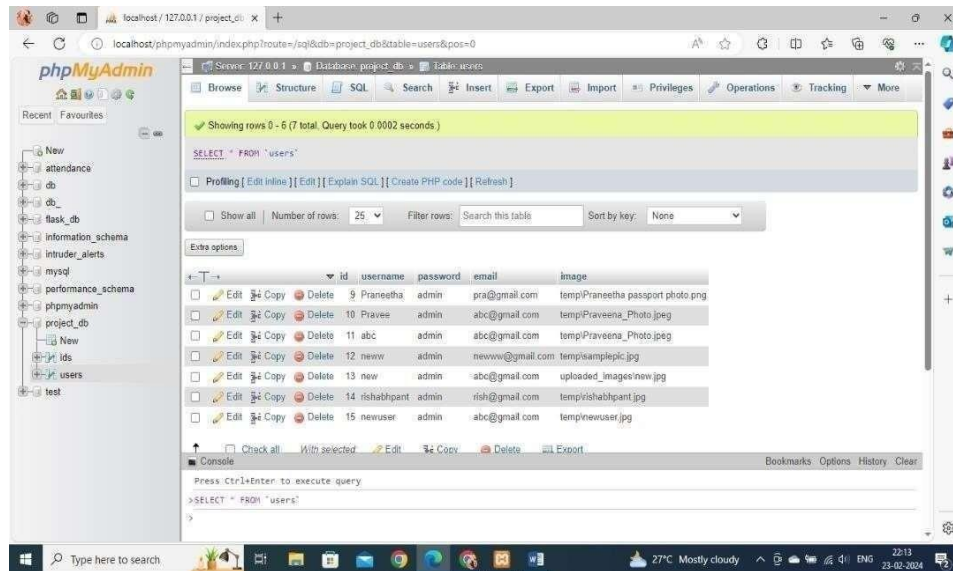 localhost / 127.0.0.1 / project_db
localhost/phpmyadmin/index.php?route=/sql&db=project_db&table=users&pos=0
phpMyAdmin
Recent Favourites
New
attendance
db
db_
flask_db
information_schema
intruder_alerts
mysql
performance_schema
phpmyadmin
project_db
New
ids
users
test
Server: 127.0.0.1 » Database: project_db » Table: users
Browse Structure SQL Search Insert Export Import Privileges Operations Tracking More
Showing rows 0 - 6 (7 total, Query took 0.0002 seconds.)
SELECT * FROM `users`
Profiling [ Edit inline ] [ Edit ] [ Explain SQL ] [ Create PHP code ] [ Refresh ]
Show all | Number of rows: 25 Filter rows: Search this table Sort by key: None
Extra options
id username password email image
Edit Copy Delete 9 Praneetha admin pra@gmail.com temp\Praneetha passport photo.png
Edit Copy Delete 10 Pravee admin abc@gmail.com temp\Praveena_Photo.jpeg
Edit Copy Delete 11 abc admin abc@gmail.com temp\Praveena_Photo.jpeg
Edit Copy Delete 12 neww admin newww@gmail.com temp\samplepic.jpg
Edit Copy Delete 13 new admin abc@gmail.com uploaded_images\new.jpg
Edit Copy Delete 14 rishabhpant admin rish@gmail.com temp\rishabhpant.jpg
Edit Copy Delete 15 newuser admin abc@gmail.com temp\newuser.jpg
Check all With selected: Edit Copy Delete Export
Console Bookmarks Options History Clear
Press Ctrl+Enter to execute query
>SELECT * FROM `users`
>
Type here to search 27°C Mostly cloudy ENG 22:13
23-02-2024